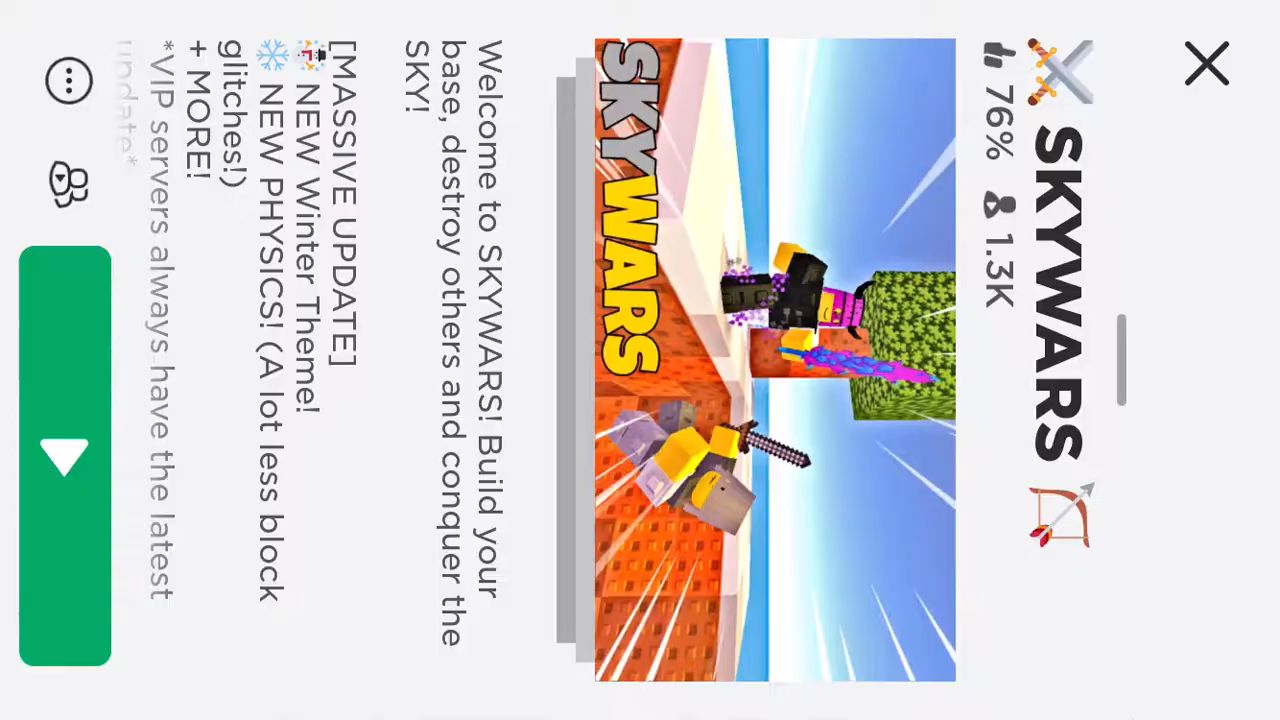 ⚔️ SKYWARS 🏹
76% 1.3K
SKYWARS
Welcome to SKYWARS! Build your
base, destroy others and conquer the
SKY!
[MASSIVE UPDATE]
☃️ NEW Winter Theme!
❄️ NEW PHYSICS! (A lot less block
glitches!)
+ MORE!
*VIP servers always have the latest
update*